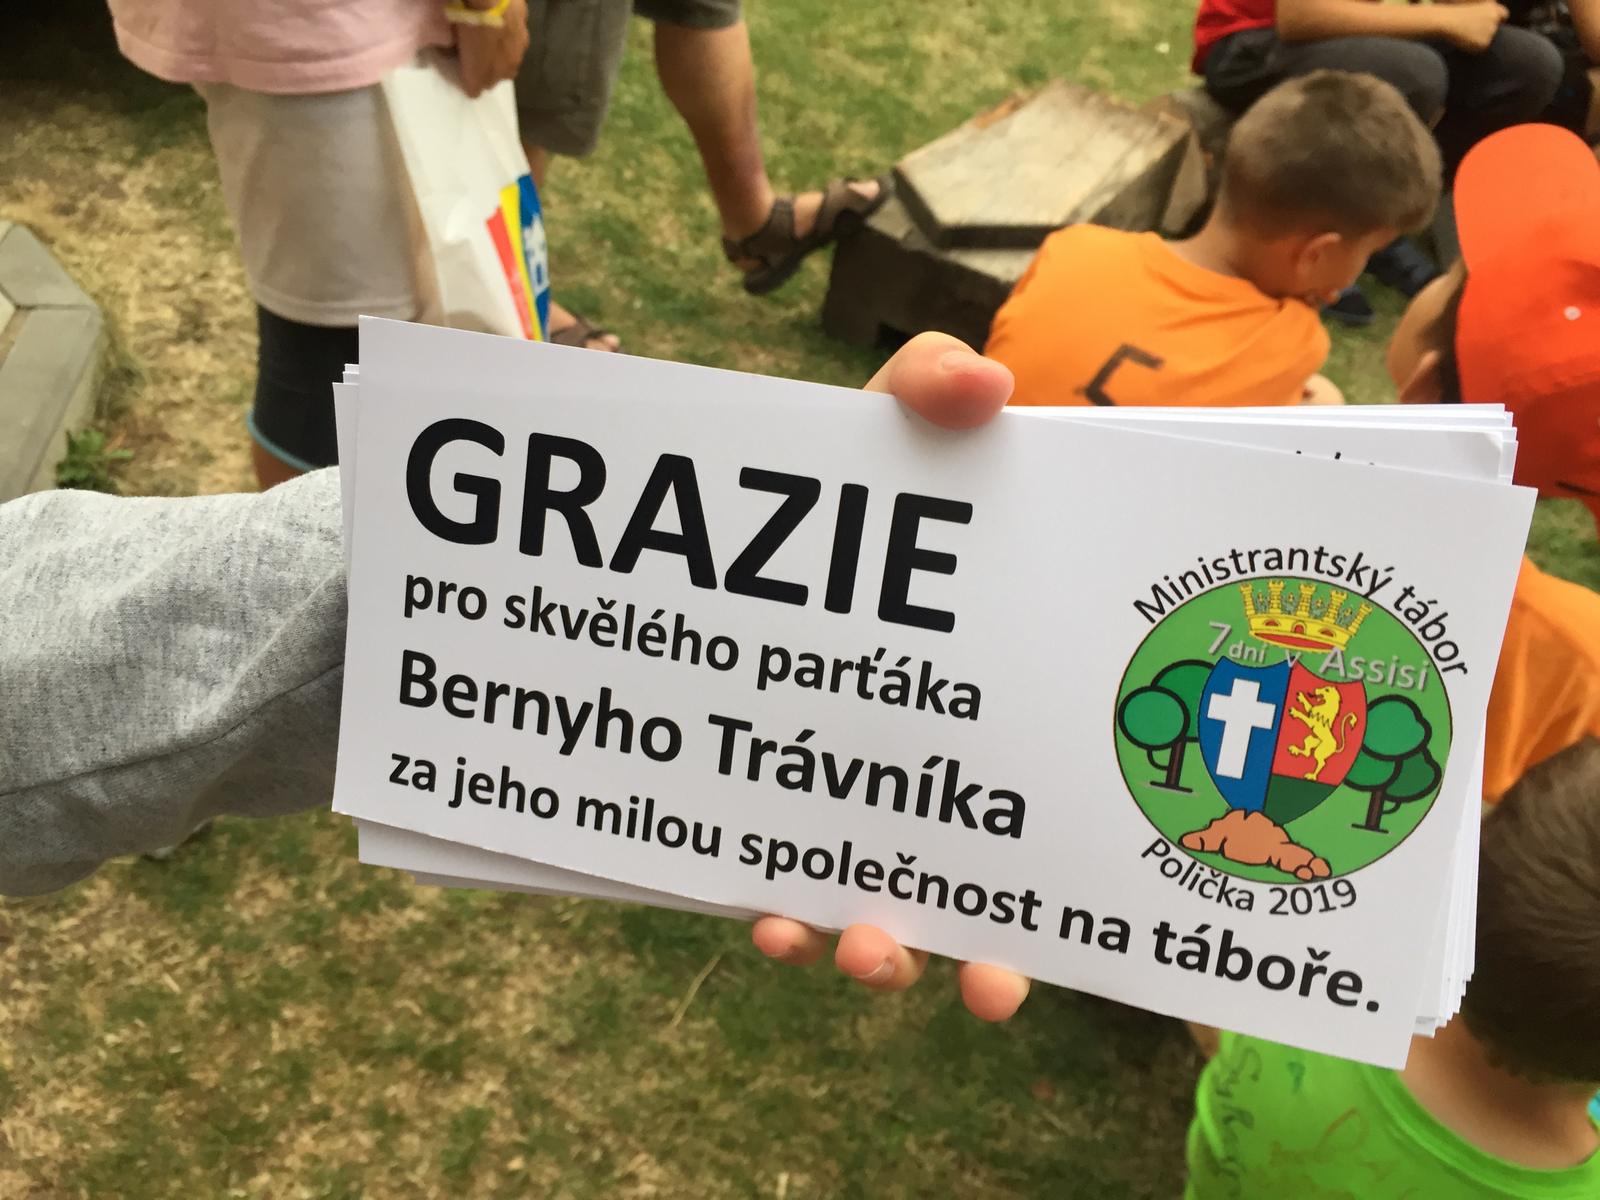 GRAZIE
pro skvělého parťáka
Bernyho Trávníka
za jeho milou společnost na táboře.
Ministrantský tábor
7 dní v Assisi
Polička 2019